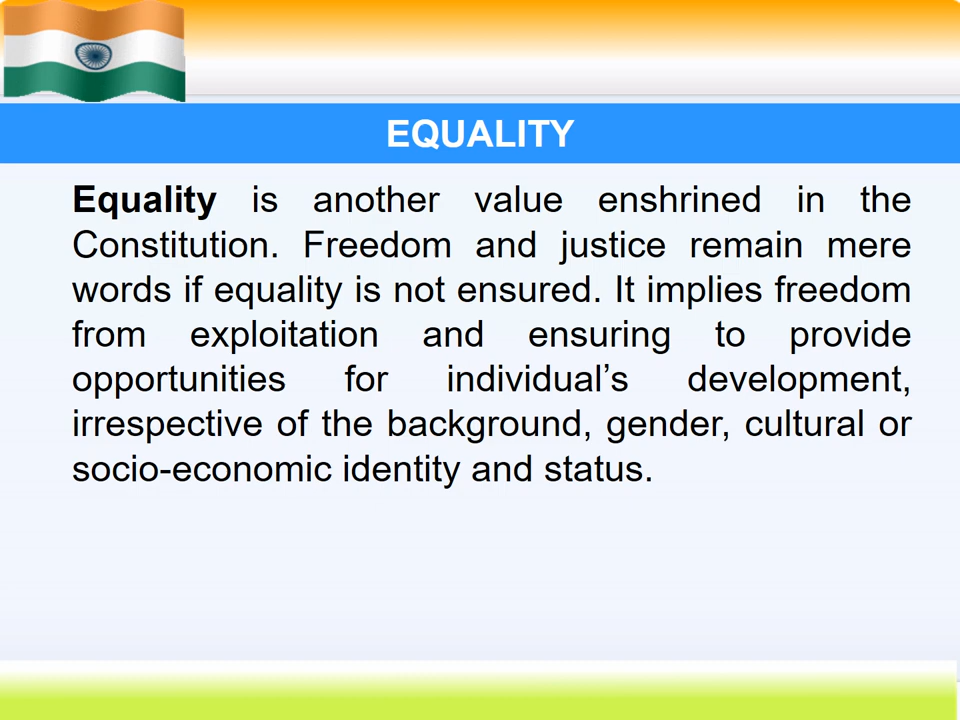 EQUALITY
Equality is another value enshrined in the
Constitution. Freedom and justice remain mere
words if equality is not ensured. It implies freedom
from exploitation and ensuring to provide
opportunities for individual’s development,
irrespective of the background, gender, cultural or
socio-economic identity and status.